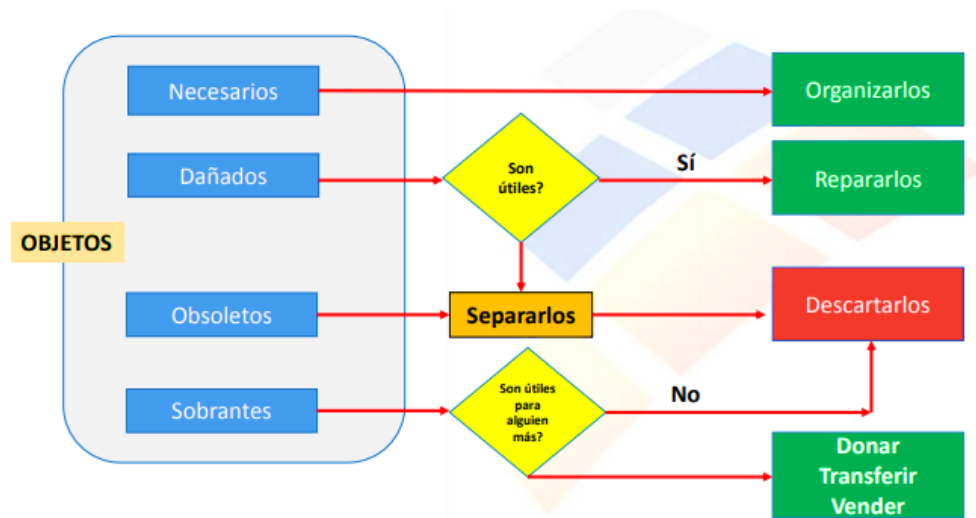 Necesarios
Organizarlos
Dañados
Son
útiles?
Sí
Repararlos
OBJETOS
Obsoletos
Separarlos
Descartarlos
Sobrantes
Son útiles
para
alguien
más?
No
Donar
Transferir
Vender